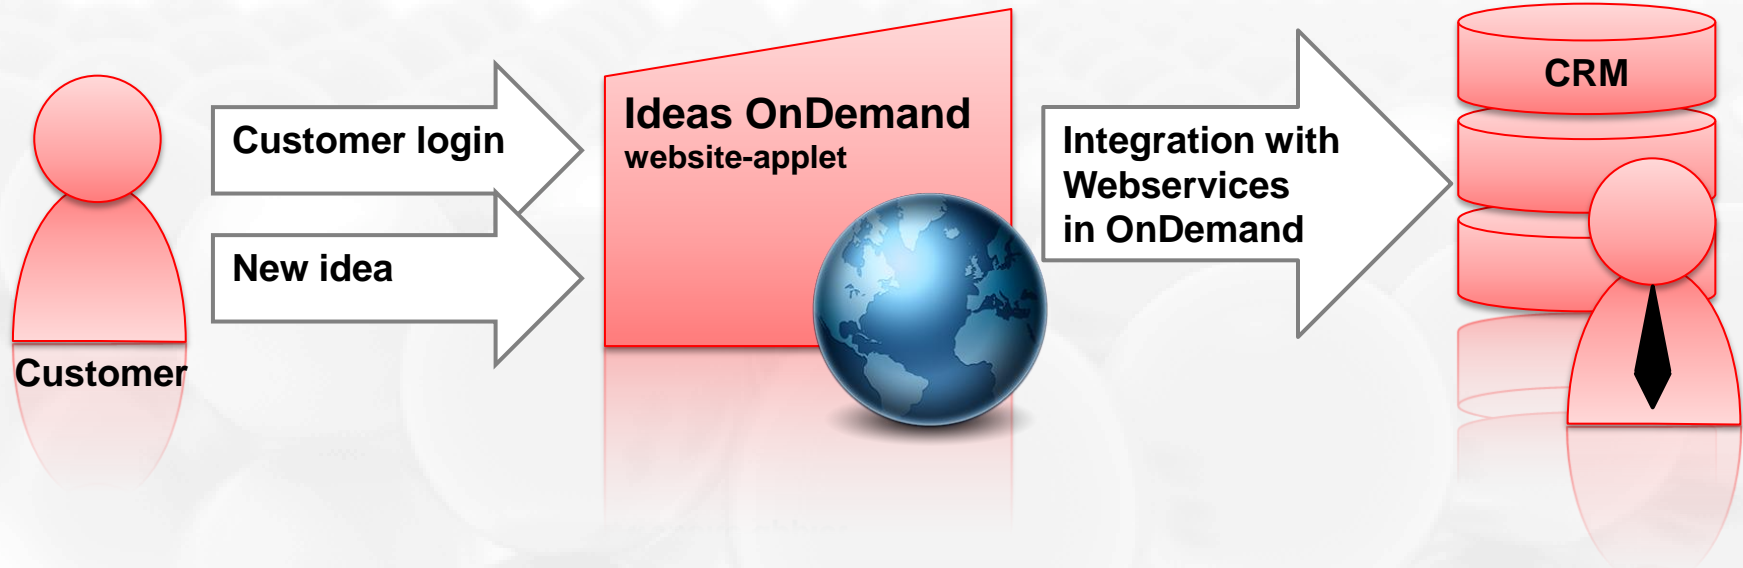 Customer
Customer login
New idea
Ideas OnDemand
website-applet
Integration with
Webservices
in OnDemand
CRM